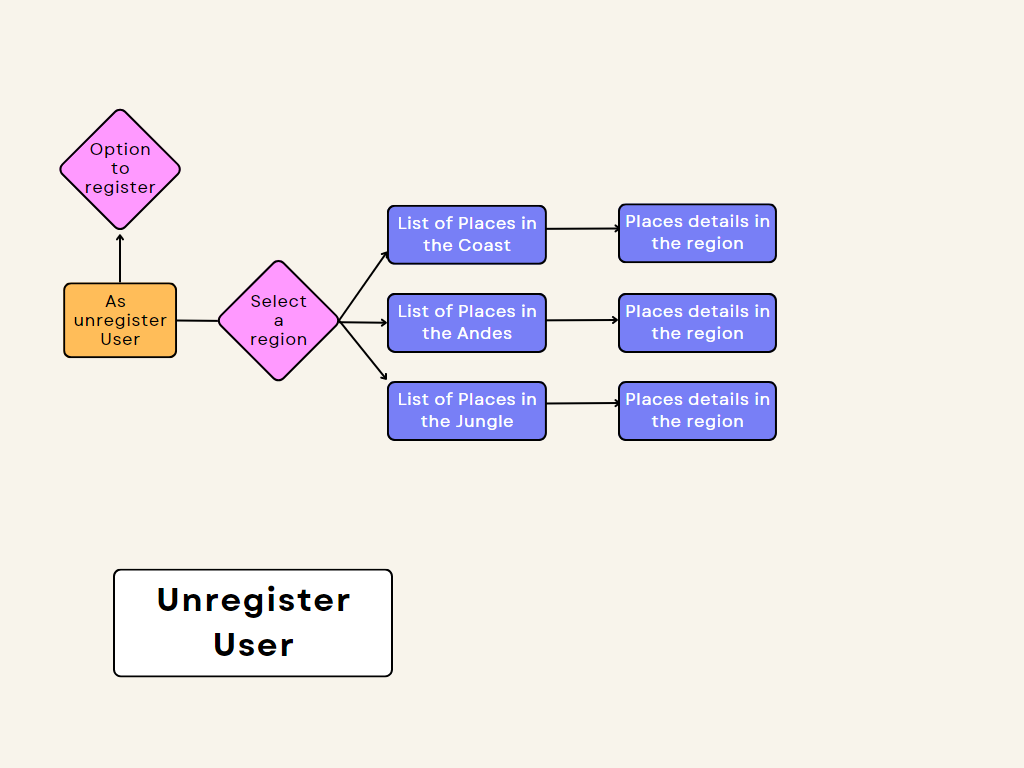 Option
to
register
As
unregister
User
Select
a
region
List of Places in
the Coast
Places details in
the region
List of Places in
the Andes
Places details in
the region
List of Places in
the Jungle
Places details in
the region
Unregister
User